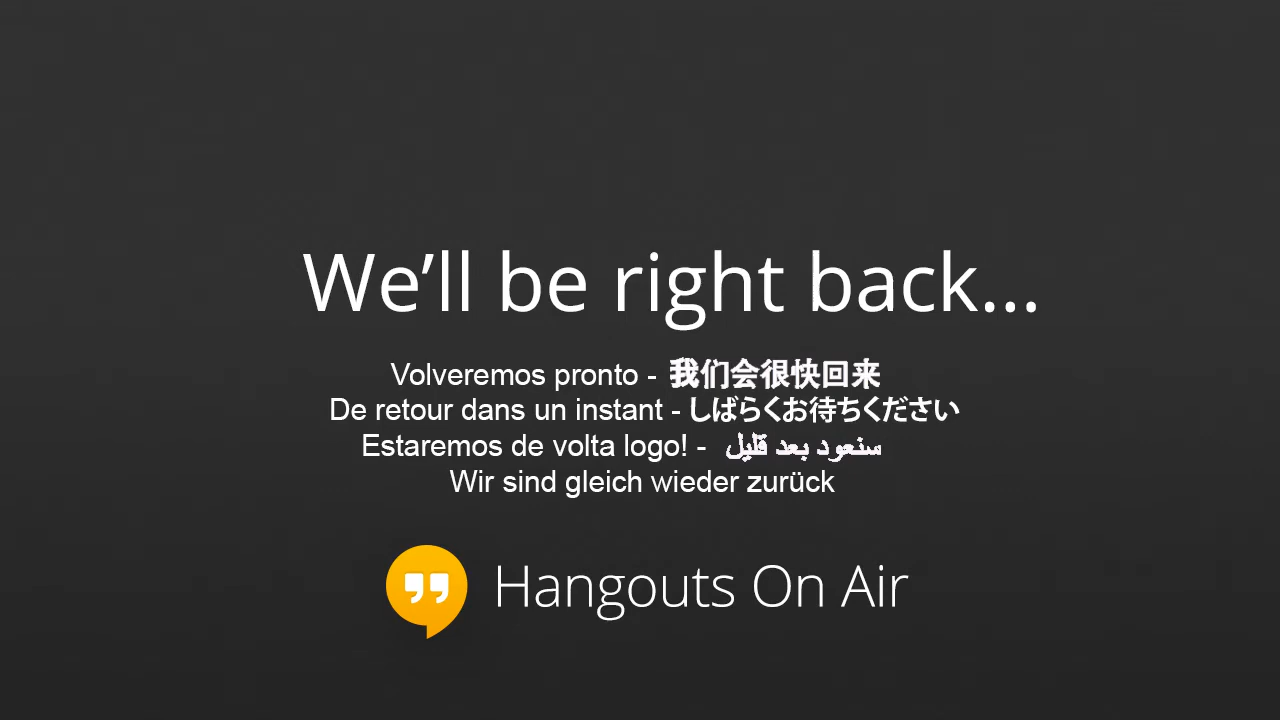 We’ll be right back...
Volveremos pronto - 我们会很快回来
De retour dans un instant - しばらくお待ちください
Estaremos de volta logo! - سنعود بعد قليل
Wir sind gleich wieder zurück
Hangouts On Air